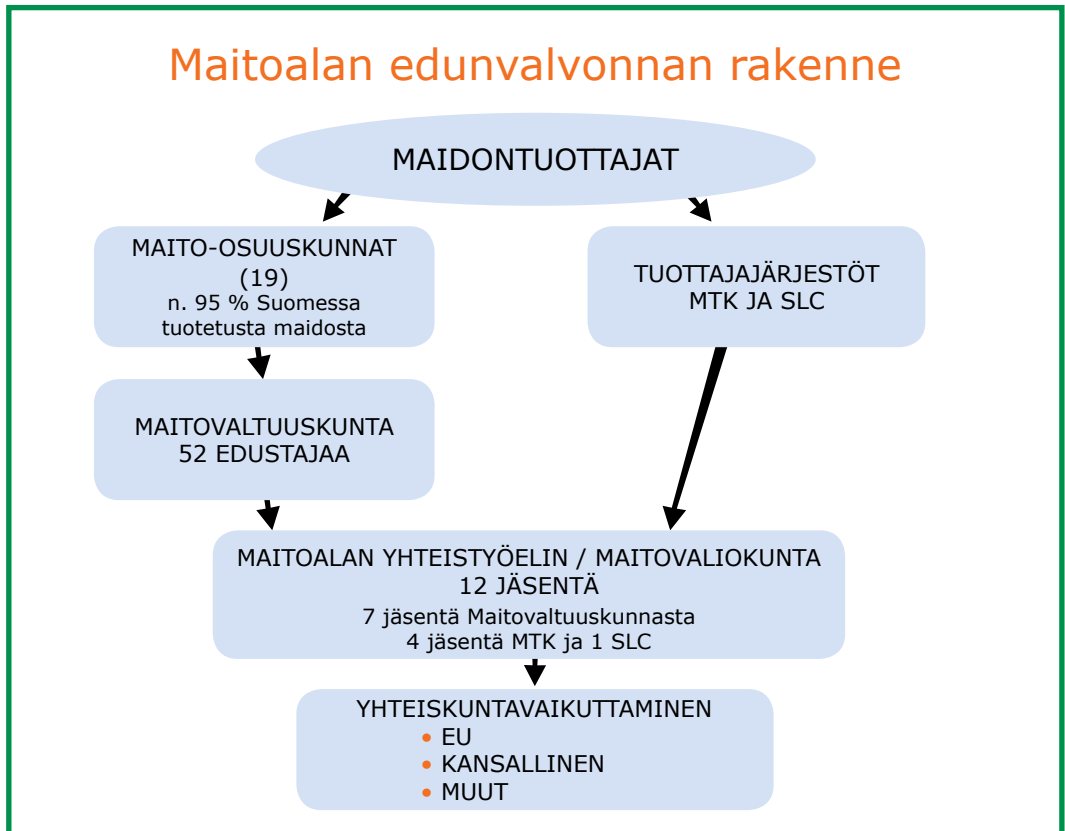 Maitoalan edunvalvonnan rakenne
MAIDONTUOTTAJAT
MAITO-OSUUSKUNNAT
(19)
n. 95 % Suomessa
tuotetusta maidosta
TUOTTAJAJÄRJESTÖT
MTK JA SLC
MAITOVALTUUSKUNTA
52 EDUSTAJAA
MAITOALAN YHTEISTYÖELIN / MAITOVALIOKUNTA
12 JÄSENTÄ
7 jäsentä Maitovaltuuskunnasta
4 jäsentä MTK ja 1 SLC
YHTEISKUNTAVAIKUTTAMINEN
• EU
• KANSALLINEN
• MUUT